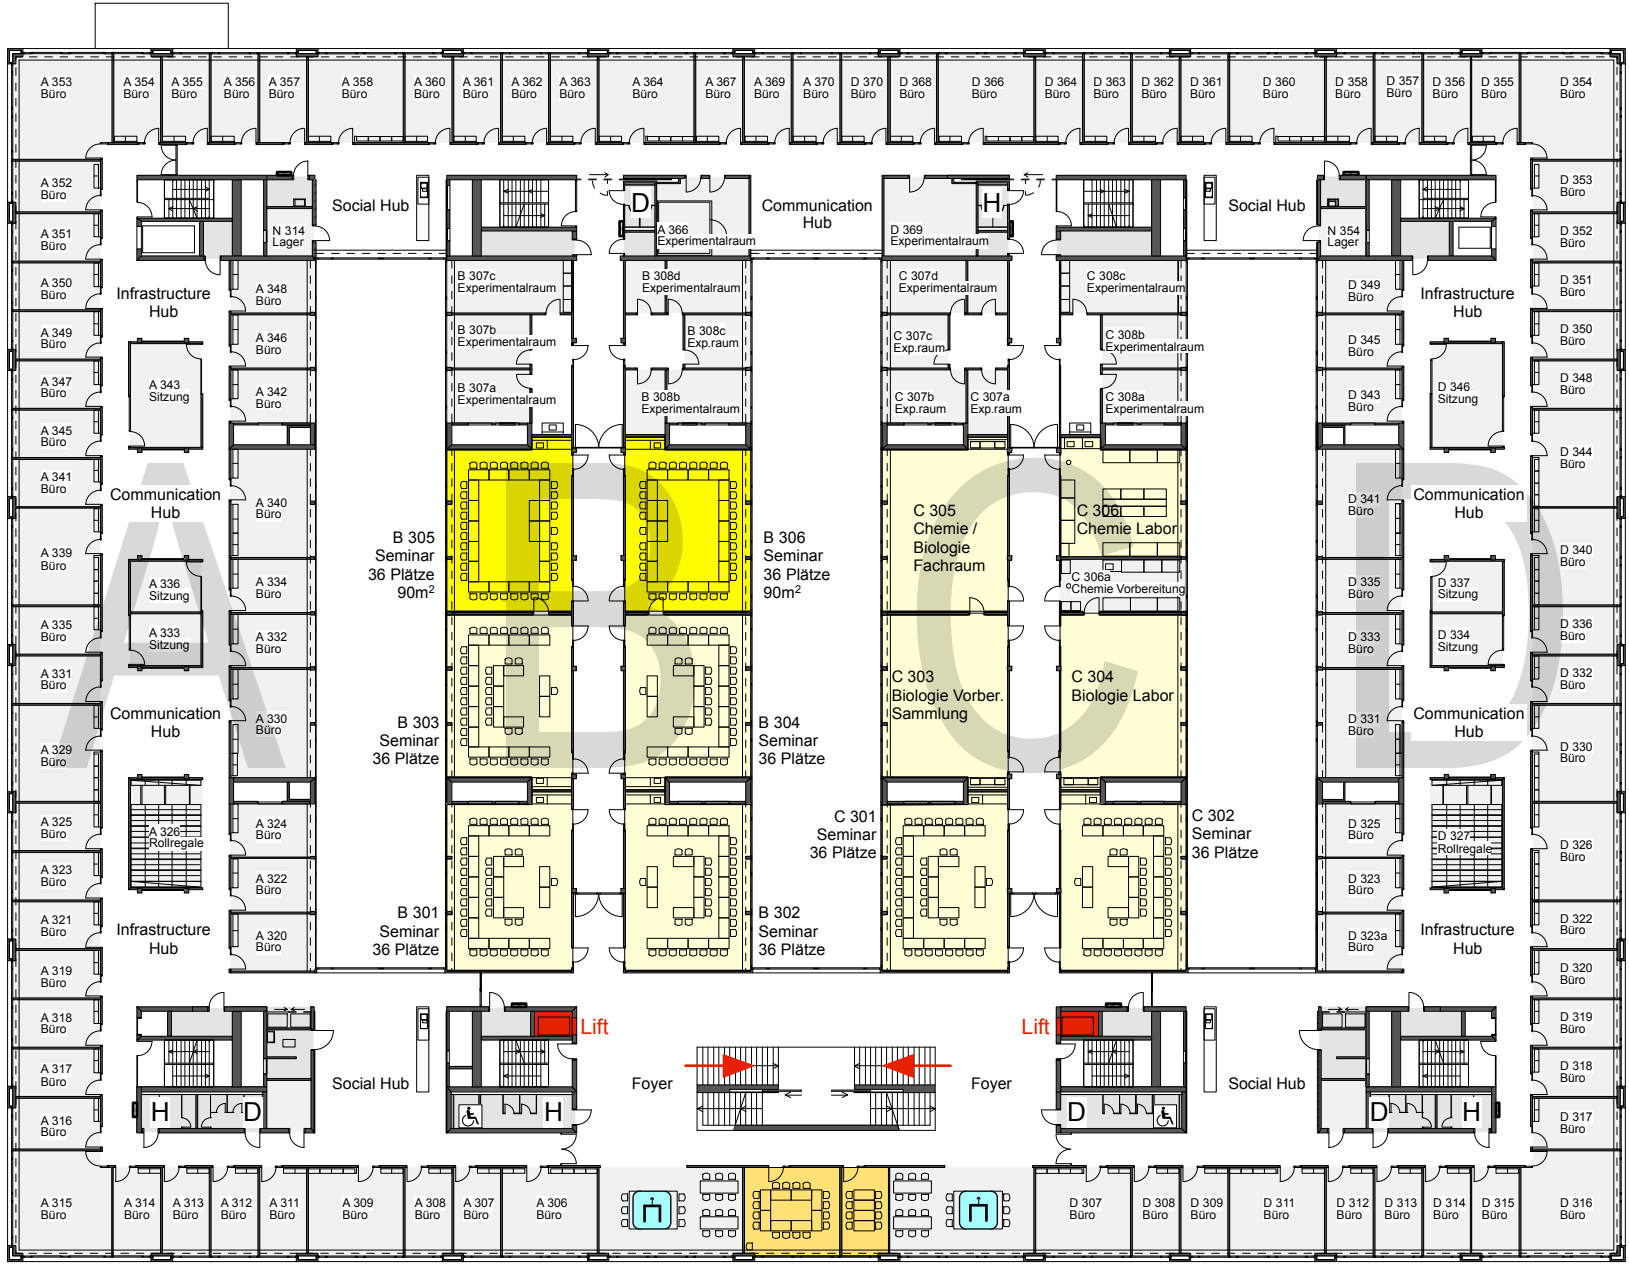 A 353
Büro
A 354
Büro
A 355
Büro
A 356
Büro
A 357
Büro
A 358
Büro
A 360
Büro
A 361
Büro
A 362
Büro
A 363
Büro
A 364
Büro
A 367
Büro
A 369
Büro
A 370
Büro
D 370
Büro
D 368
Büro
D 366
Büro
D 364
Büro
D 363
Büro
D 362
Büro
D 361
Büro
D 360
Büro
D 358
Büro
D 357
Büro
D 356
Büro
D 355
Büro
D 354
Büro
A 352
Büro
A 351
Büro
A 350
Büro
A 349
Büro
A 347
Büro
A 345
Büro
A 341
Büro
A 339
Büro
A 335
Büro
A 331
Büro
A 329
Büro
A 325
Büro
A 323
Büro
A 321
Büro
A 319
Büro
A 318
Büro
A 317
Büro
A 316
Büro
Infrastructure
Hub
A 343
Sitzung
Communication
Hub
A 336
Sitzung
A 333
Sitzung
Communication
Hub
A 326
Rollregale
Infrastructure
Hub
H
D
N 314
Lager
A 348
Büro
A 346
Büro
A 342
Büro
A 340
Büro
A 334
Büro
A 332
Büro
A 330
Büro
A 324
Büro
A 322
Büro
A 320
Büro
Social Hub
Social Hub
A
B
C
D
D
A 366
Experimentalraum
Communication
Hub
D 369
Experimentalraum
H
B 307c
Experimentalraum
B 307b
Experimentalraum
B 307a
Experimentalraum
B 308d
Experimentalraum
B 308c
Exp.raum
B 308b
Experimentalraum
C 307d
Experimentalraum
C 307c
Exp.raum
C 307b
Exp.raum
C 307a
Exp.raum
C 308c
Experimentalraum
C 308b
Experimentalraum
C 308a
Experimentalraum
B 305
Seminar
36 Plätze
90m²
B 306
Seminar
36 Plätze
90m²
C 305
Chemie /
Biologie
Fachraum
C 306
Chemie Labor
C 306a
Chemie Vorbereitung
B 303
Seminar
36 Plätze
B 304
Seminar
36 Plätze
C 303
Biologie Vorber.
Sammlung
C 304
Biologie Labor
B 301
Seminar
36 Plätze
B 302
Seminar
36 Plätze
C 301
Seminar
36 Plätze
C 302
Seminar
36 Plätze
Lift
Lift
Foyer
Foyer
H
D
Social Hub
N 354
Lager
D 349
Büro
D 345
Büro
D 343
Büro
D 341
Büro
D 335
Büro
D 333
Büro
D 331
Büro
D 325
Büro
D 323
Büro
D 323a
Büro
Social Hub
Infrastructure
Hub
D 346
Sitzung
Communication
Hub
D 337
Sitzung
D 334
Sitzung
Communication
Hub
D 327
Rollregale
Infrastructure
Hub
D
H
D 353
Büro
D 352
Büro
D 351
Büro
D 350
Büro
D 348
Büro
D 344
Büro
D 340
Büro
D 336
Büro
D 332
Büro
D 330
Büro
D 326
Büro
D 322
Büro
D 320
Büro
D 319
Büro
D 318
Büro
D 317
Büro
A 315
Büro
A 314
Büro
A 313
Büro
A 312
Büro
A 311
Büro
A 309
Büro
A 308
Büro
A 307
Büro
A 306
Büro
D 307
Büro
D 308
Büro
D 309
Büro
D 311
Büro
D 312
Büro
D 313
Büro
D 314
Büro
D 315
Büro
D 316
Büro